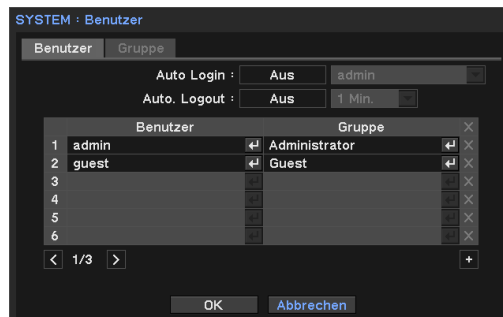 SYSTEM : Benutzer
Benutzer Gruppe
Auto Login : Aus admin
Auto. Logout : Aus 1 Min.
Benutzer Gruppe X
1 admin Administrator X
2 guest Guest X
3 X
4 X
5 X
6 X
< 1/3 > +
OK Abbrechen